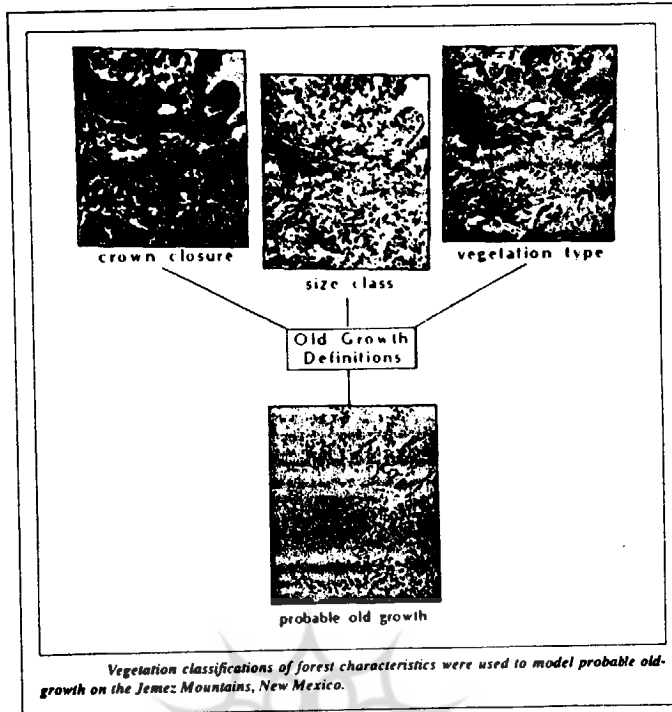 crown closure
size class
vegetation type
Old Growth
Definitions
probable old growth
Vegetation classifications of forest characteristics were used to model probable old-
growth on the Jemez Mountains, New Mexico.